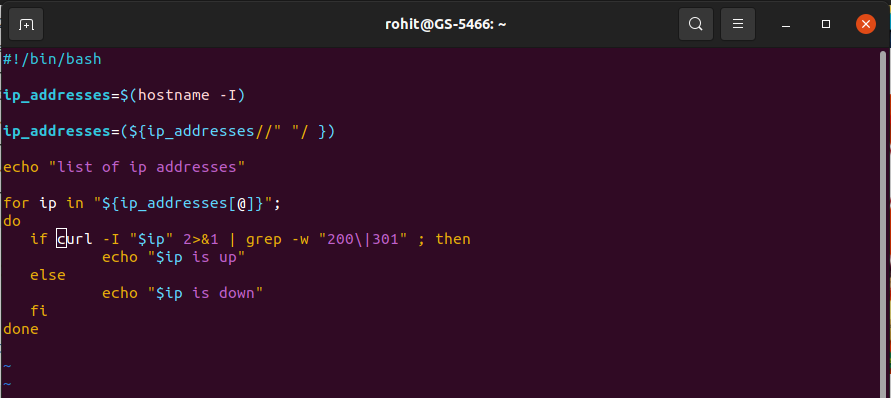 rohit@GS-5466: ~
#!/bin/bash
ip_addresses=$(hostname -I)
ip_addresses=(${ip_addresses//" "/ })
echo "list of ip addresses"
for ip in "${ip_addresses[@]}";
do
   if curl -I "$ip" 2>&1 | grep -w "200\|301" ; then
           echo "$ip is up"
   else
           echo "$ip is down"
   fi
done
~
~